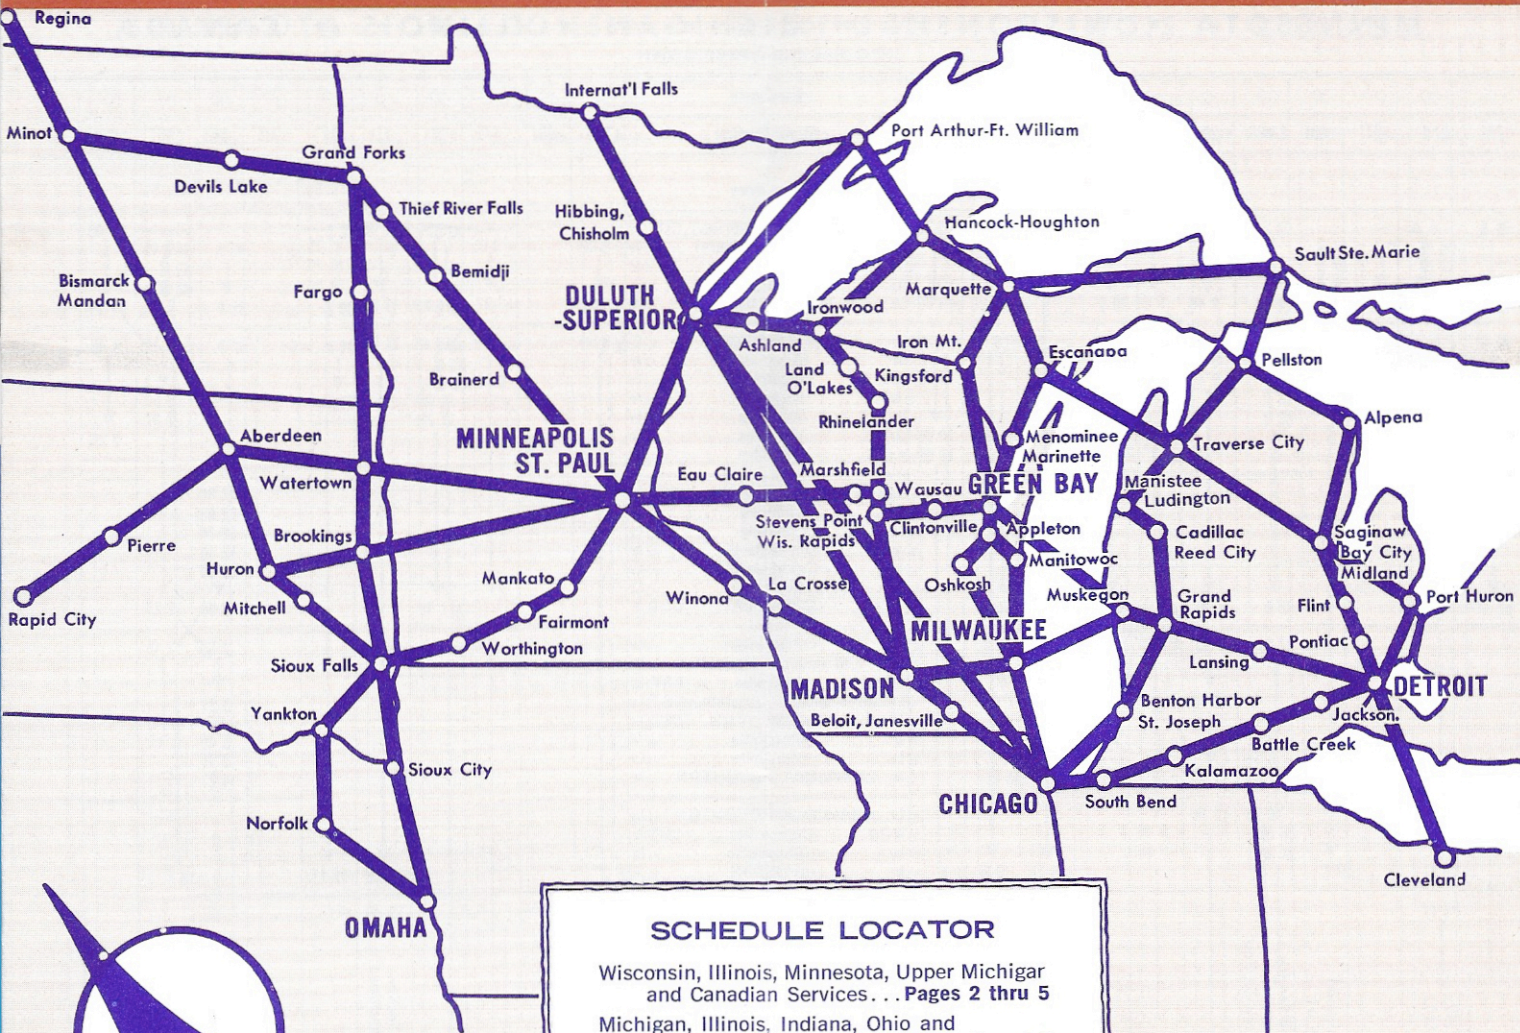 Regina
Internat'l Falls
Minot
Port Arthur-Ft. William
Grand Forks
Devils Lake
Thief River Falls
Hibbing,
Chisholm
Hancock-Houghton
Sault Ste. Marie
Bismarck
Mandan
Fargo
Bemidji
DULUTH
-SUPERIOR
Marquette
Ironwood
Ashland
Iron Mt.
Kingsford
Escanaba
Pellston
Land
O'Lakes
Brainerd
Rhinelander
Alpena
Aberdeen
MINNEAPOLIS
ST. PAUL
Menominee
Marinette
Traverse City
Watertown
Eau Claire
Marshfield
Wausau
GREEN BAY
Manistee
Ludington
Stevens Point
Wis. Rapids
Clintonville
Appleton
Cadillac
Reed City
Saginaw
Bay City
Midland
Brookings
Pierre
Huron
Mankato
Winona
La Crosse
Oshkosh
Manitowoc
Muskegon
Grand
Rapids
Flint
Port Huron
Mitchell
Rapid City
Fairmont
MILWAUKEE
Worthington
Sioux Falls
Pontiac
Lansing
MADISON
DETROIT
Yankton
Beloit, Janesville
Benton Harbor
St. Joseph
Jackson
Battle Creek
Sioux City
Kalamazoo
CHICAGO
South Bend
Norfolk
Cleveland
OMAHA
SCHEDULE LOCATOR
Wisconsin, Illinois, Minnesota, Upper Michigan
and Canadian Services...Pages 2 thru 5
Michigan, Illinois, Indiana, Ohio and